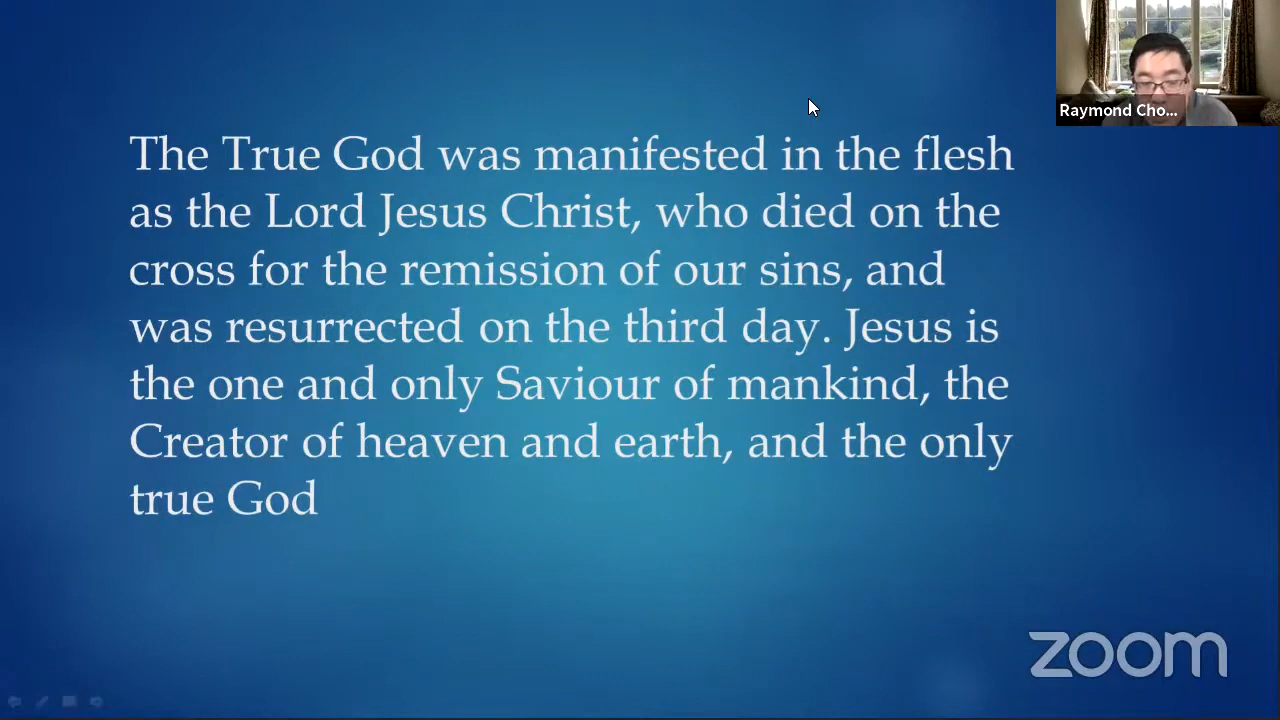 Raymond Cho...
The True God was manifested in the flesh
as the Lord Jesus Christ, who died on the
cross for the remission of our sins, and
was resurrected on the third day. Jesus is
the one and only Saviour of mankind, the
Creator of heaven and earth, and the only
true God
zoom